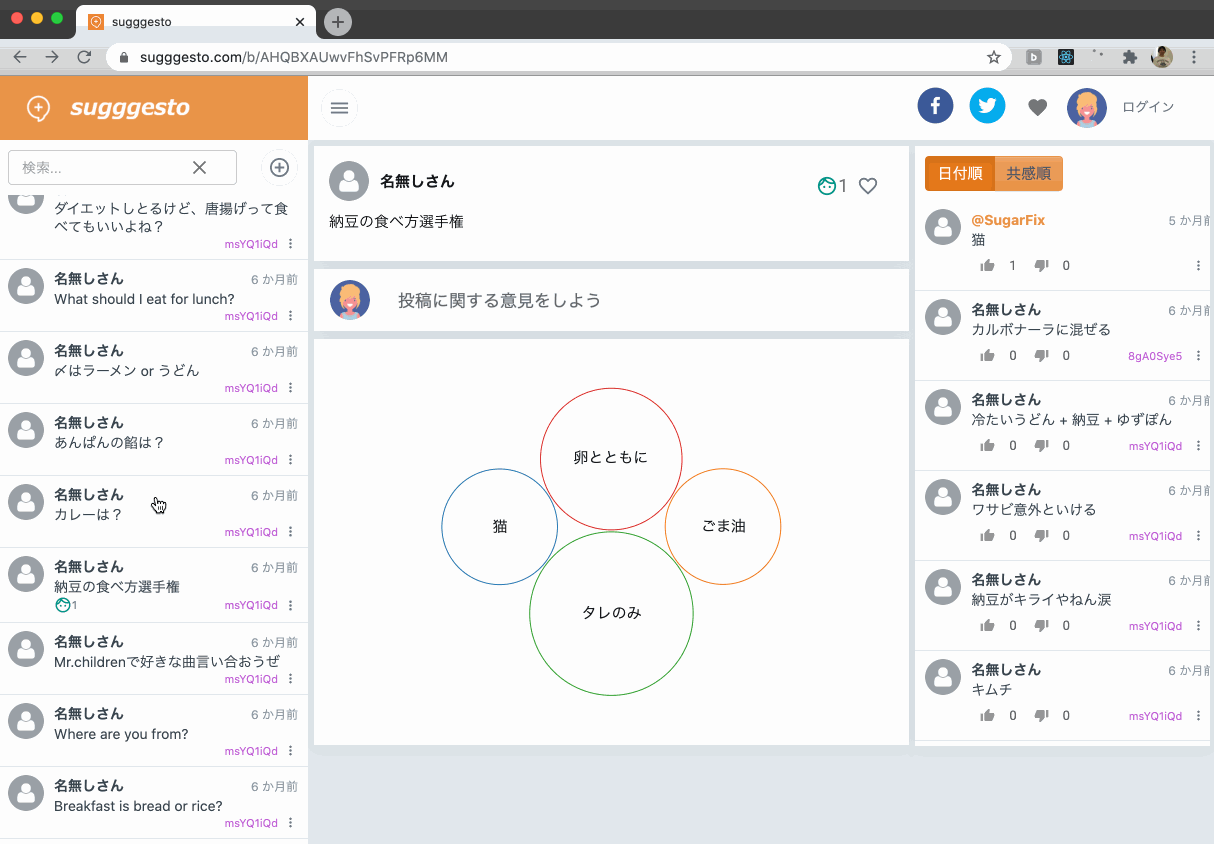 sugggesto
sugggesto.com/b/AHQBXAUwvFhSvPFRp6MM
sugggesto
ログイン
検索...
ダイエットしとるけど、唐揚げって食
べてもいいよね？
msYQ1iQd
名無しさん 6 か月前
What should I eat for lunch?
msYQ1iQd
名無しさん 6 か月前
〆はラーメン or うどん
msYQ1iQd
名無しさん 6 か月前
あんぱんの餡は？
msYQ1iQd
名無しさん 6 か月前
カレーは？
msYQ1iQd
名無しさん 6 か月前
納豆の食べ方選手権
1 msYQ1iQd
名無しさん 6 か月前
Mr.childrenで好きな曲言い合おうぜ
msYQ1iQd
名無しさん 6 か月前
Where are you from?
msYQ1iQd
名無しさん 6 か月前
Breakfast is bread or rice?
msYQ1iQd
名無しさん 1
納豆の食べ方選手権
投稿に関する意見をしよう
卵とともに
猫
ごま油
タレのみ
日付順 共感順
@SugarFix 5 か月前
猫
1 0
名無しさん 6 か月前
カルボナーラに混ぜる
0 0 8gA0Sye5
名無しさん 6 か月前
冷たいうどん + 納豆 + ゆずぽん
0 0 msYQ1iQd
名無しさん 6 か月前
ワサビ意外といける
0 0 msYQ1iQd
名無しさん 6 か月前
納豆がキライやねん涙
0 0 msYQ1iQd
名無しさん 6 か月前
キムチ
0 0 msYQ1iQd